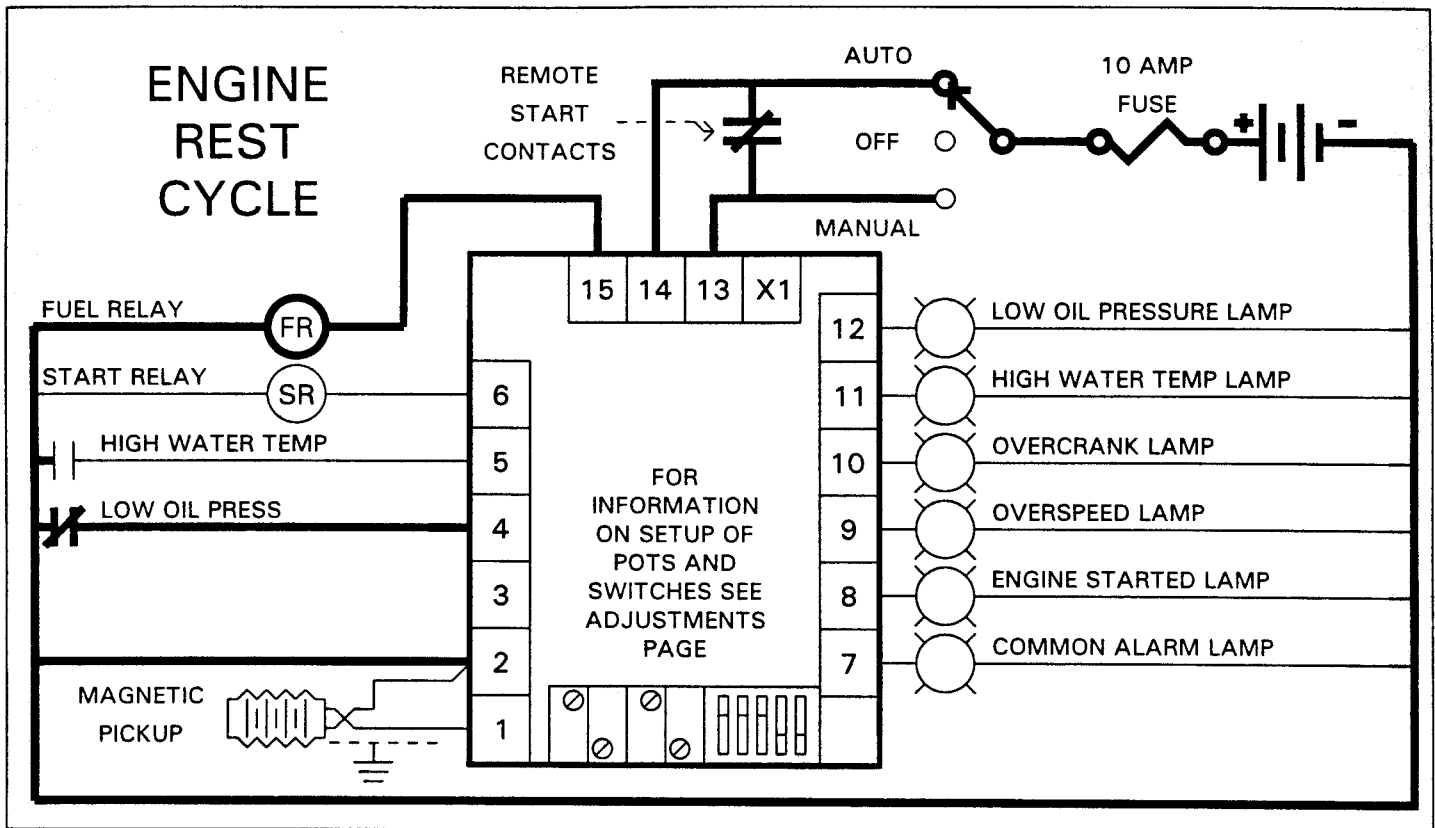 ENGINE
REST
CYCLE
REMOTE
START
CONTACTS
AUTO
OFF
MANUAL
10 AMP
FUSE
+
-
15
14
13
X1
FUEL RELAY
FR
START RELAY
SR
HIGH WATER TEMP
LOW OIL PRESS
MAGNETIC
PICKUP
6
5
4
3
2
1
FOR
INFORMATION
ON SETUP OF
POTS AND
SWITCHES SEE
ADJUSTMENTS
PAGE
12
11
10
9
8
7
LOW OIL PRESSURE LAMP
HIGH WATER TEMP LAMP
OVERCRANK LAMP
OVERSPEED LAMP
ENGINE STARTED LAMP
COMMON ALARM LAMP